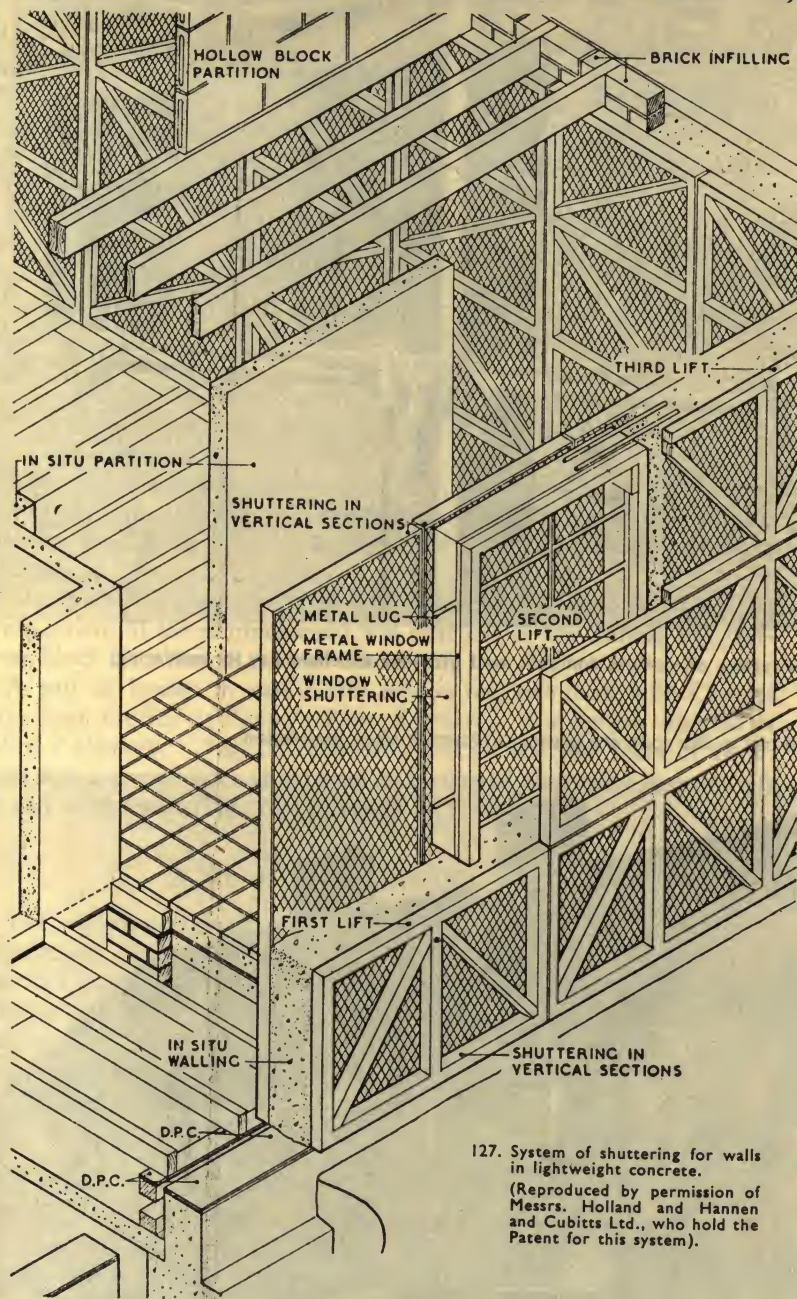 HOLLOW BLOCK
PARTITION
BRICK INFILLING
THIRD LIFT
IN SITU PARTITION
SHUTTERING IN
VERTICAL SECTIONS
METAL LUG
METAL WINDOW
FRAME
WINDOW
SHUTTERING
SECOND
LIFT
FIRST LIFT
IN SITU
WALLING
SHUTTERING IN
VERTICAL SECTIONS
D.P.C.
D.P.C.
127. System of shuttering for walls
in lightweight concrete.
(Reproduced by permission of
Messrs. Holland and Hannen
and Cubitts Ltd., who hold the
Patent for this system).